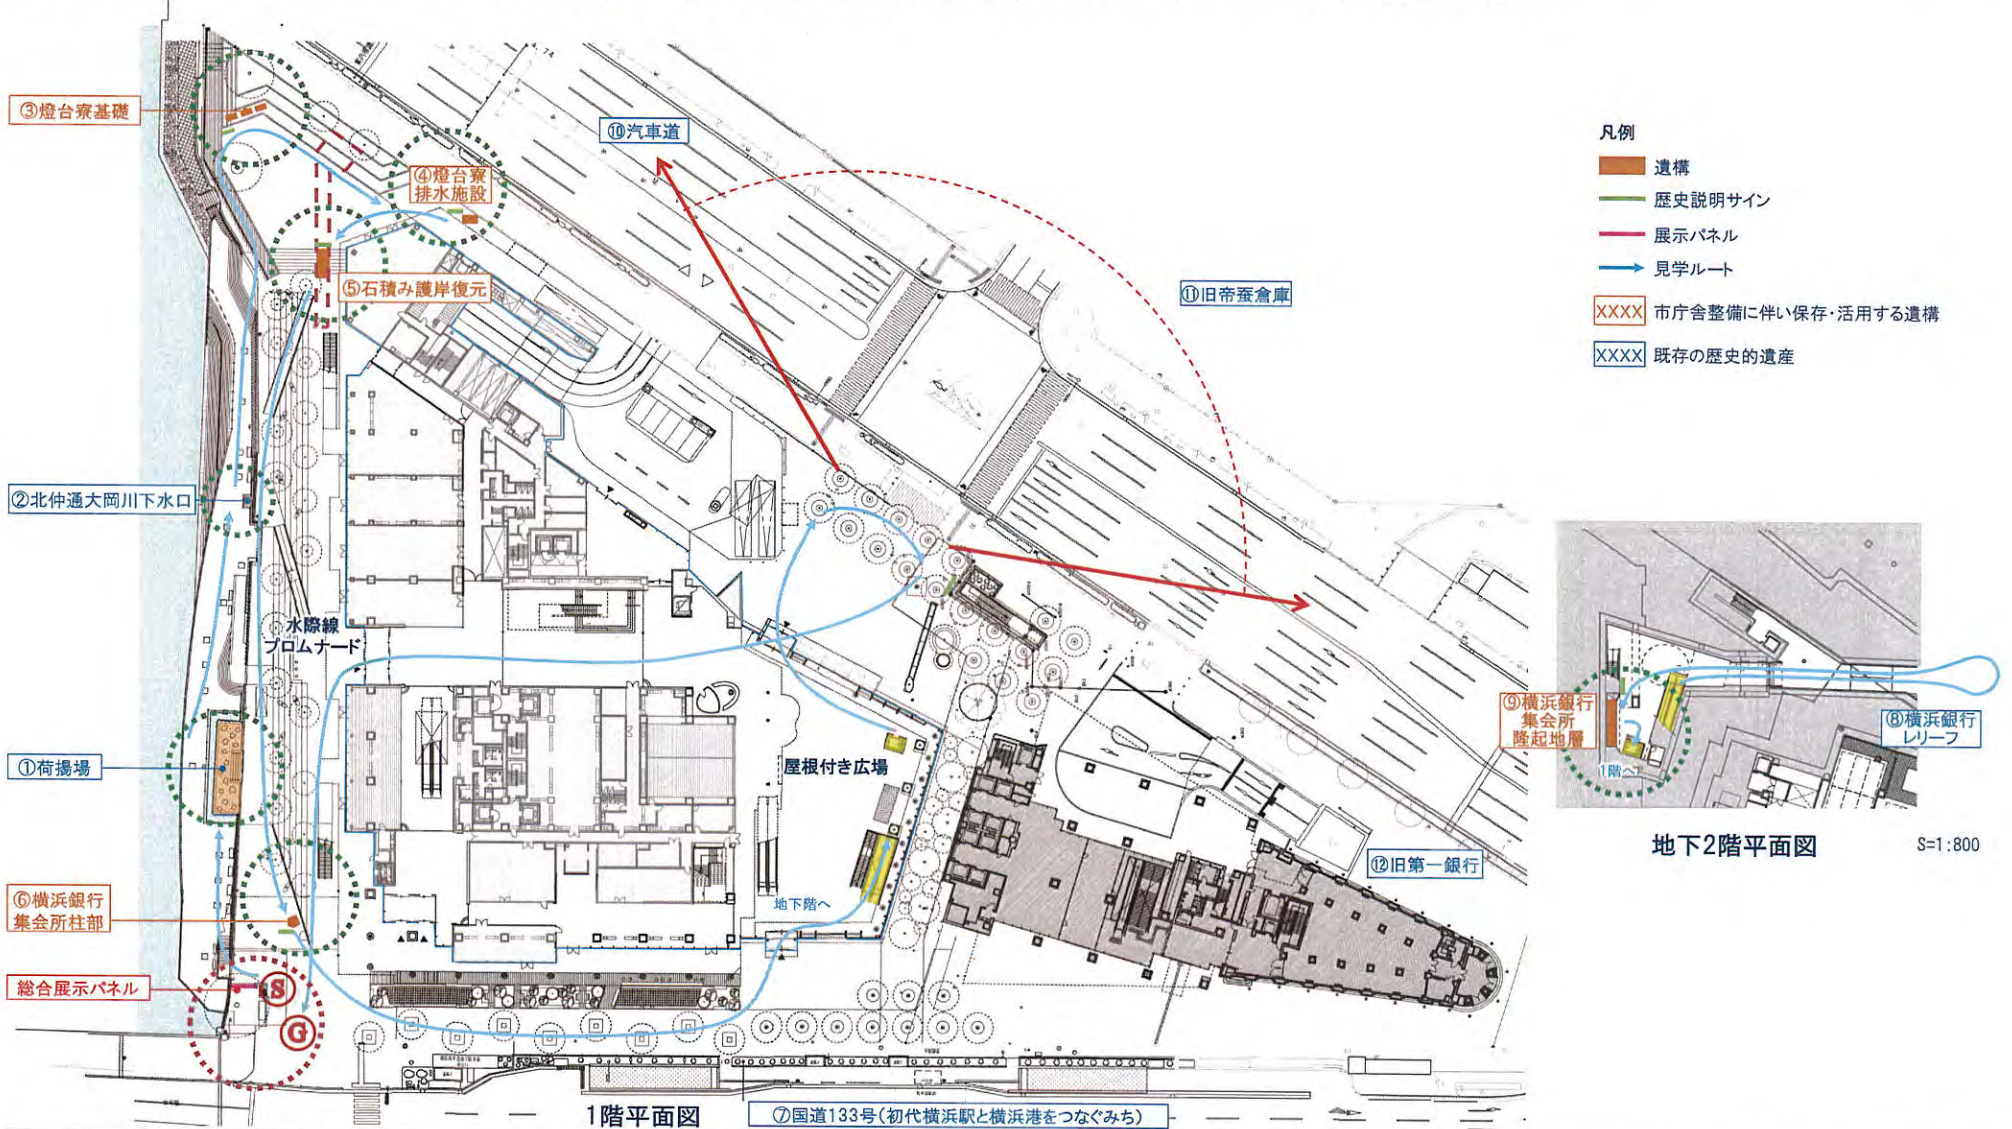 ③燈台寮基礎
⑩汽車道
④燈台寮
排水施設
⑤石積み護岸復元
⑪旧帝蚕倉庫
凡例
遺構
歴史説明サイン
展示パネル
見学ルート
XXXX 市庁舎整備に伴い保存・活用する遺構
XXXX 既存の歴史的遺産
②北仲通大岡川下水口
水際線
プロムナード
①荷揚場
屋根付き広場
⑨横浜銀行
集会所
隆起地層
⑧横浜銀行
レリーフ
1階へ
地下2階平面図
S=1:800
⑫旧第一銀行
⑥横浜銀行
集会所柱部
地下階へ
総合展示パネル
S
G
1階平面図
⑦国道133号(初代横浜駅と横浜港をつなぐみち)